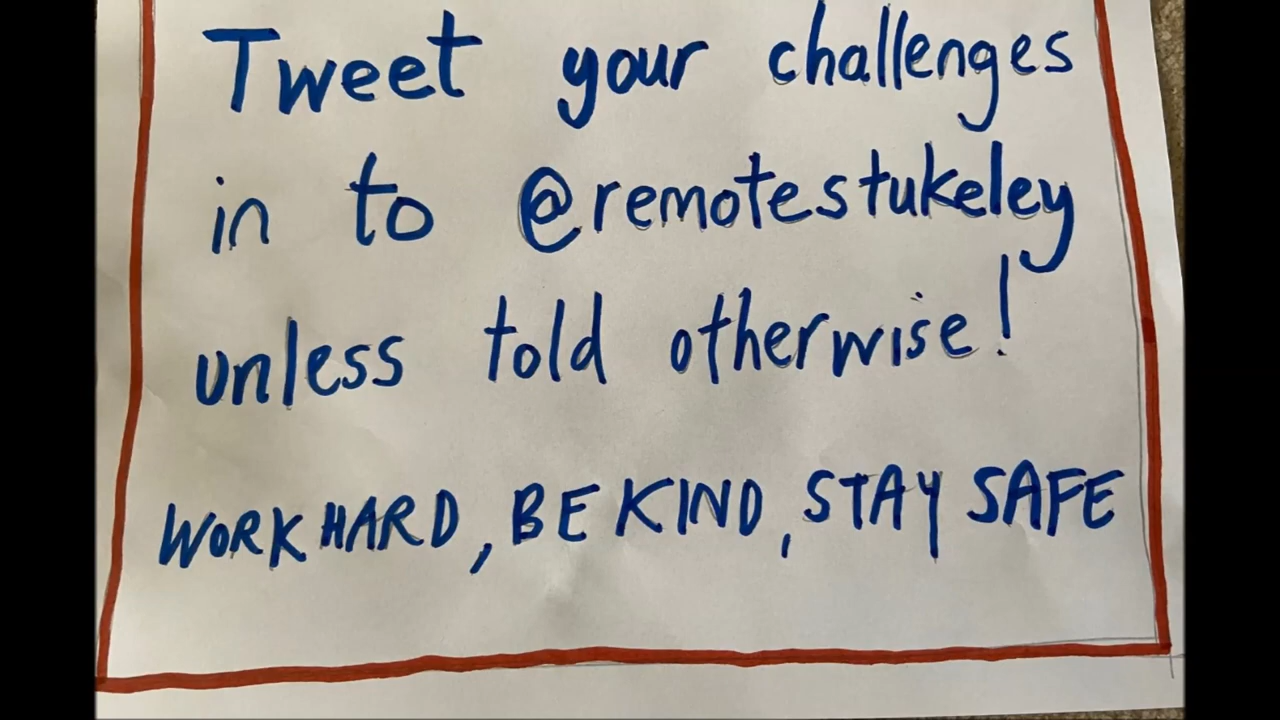 Tweet your challenges
in to @remotestukeley
unless told otherwise!
WORK HARD, BE KIND, STAY SAFE